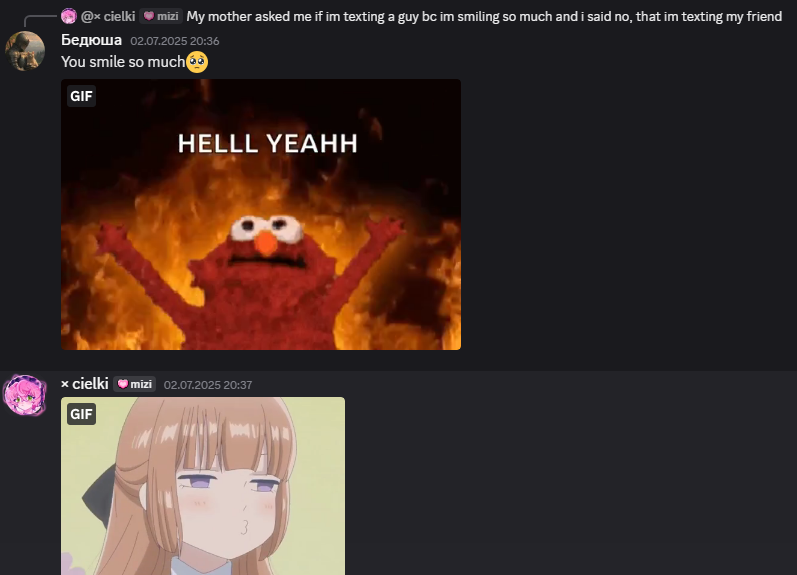 @× cielki mizi My mother asked me if im texting a guy bc im smiling so much and i said no, that im texting my friend
Бедюша 02.07.2025 20:36
You smile so much🥺
GIF
HELLL YEAHH
× cielki mizi 02.07.2025 20:37
GIF